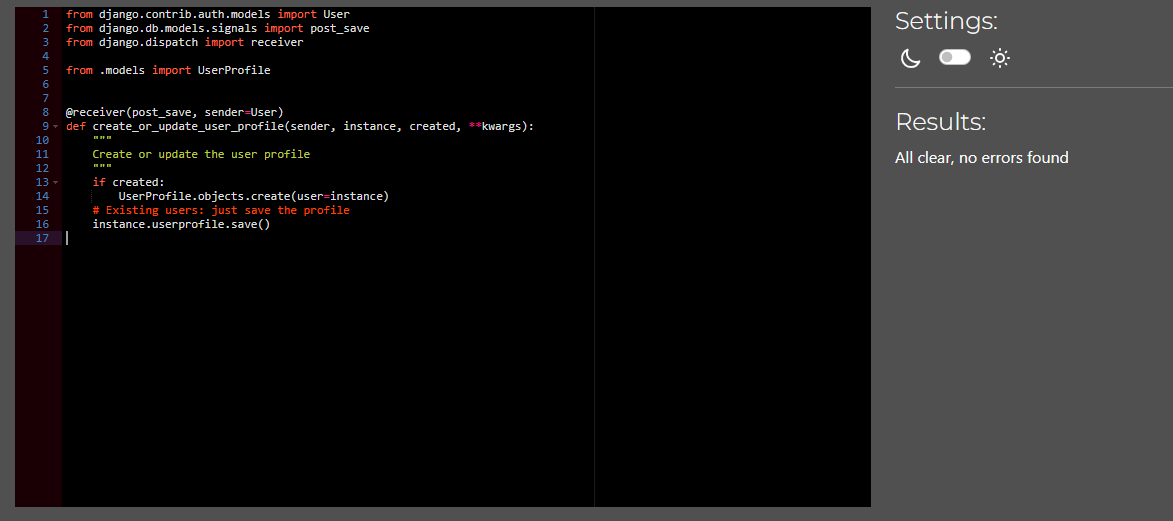 1 from django.contrib.auth.models import User
2 from django.db.models.signals import post_save
3 from django.dispatch import receiver
4
5 from .models import UserProfile
6
7
8 @receiver(post_save, sender=User)
9 def create_or_update_user_profile(sender, instance, created, **kwargs):
10     """
11     Create or update the user profile
12     """
13     if created:
14         UserProfile.objects.create(user=instance)
15     # Existing users: just save the profile
16     instance.userprofile.save()
17
Settings:
Results:
All clear, no errors found